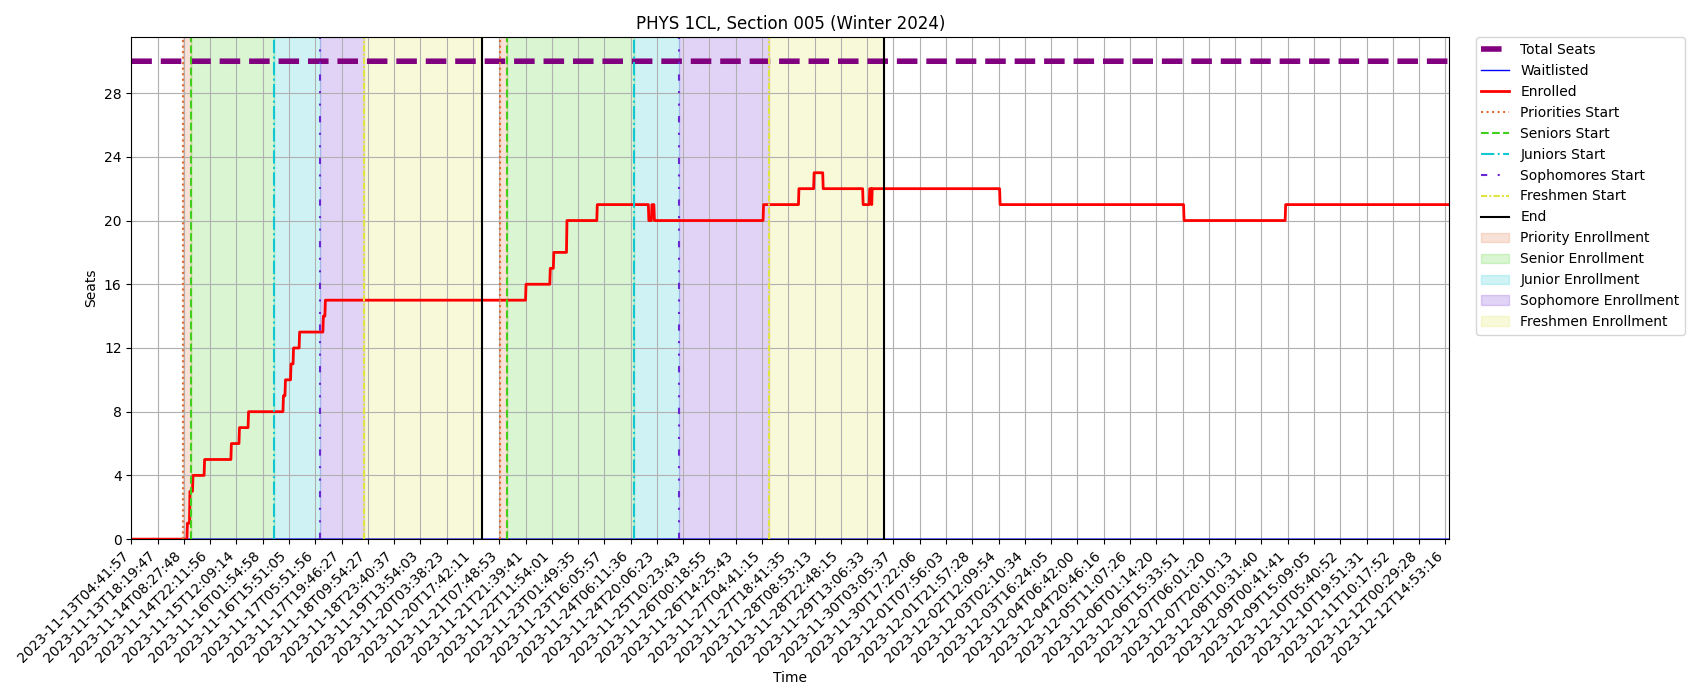 PHYS 1CL, Section 005 (Winter 2024)
Seats
28
24
20
16
12
8
4
0
2023-11-13T04:41:57
2023-11-13T18:19:47
2023-11-14T08:27:48
2023-11-14T22:11:56
2023-11-15T12:09:14
2023-11-16T01:54:58
2023-11-16T15:51:05
2023-11-17T05:51:56
2023-11-17T19:46:27
2023-11-18T09:54:27
2023-11-18T23:40:37
2023-11-19T13:54:03
2023-11-20T03:38:23
2023-11-20T17:42:11
2023-11-21T07:48:53
2023-11-21T21:39:41
2023-11-22T11:54:01
2023-11-23T01:49:35
2023-11-23T16:05:57
2023-11-24T06:11:36
2023-11-24T20:06:23
2023-11-25T10:23:43
2023-11-26T00:18:55
2023-11-26T14:25:43
2023-11-27T04:41:15
2023-11-27T18:41:35
2023-11-28T08:53:13
2023-11-28T22:48:15
2023-11-29T13:06:33
2023-11-30T03:05:37
2023-11-30T17:22:06
2023-12-01T07:56:03
2023-12-01T21:57:28
2023-12-02T12:09:54
2023-12-03T02:10:34
2023-12-03T16:24:05
2023-12-04T06:42:00
2023-12-04T20:46:16
2023-12-05T11:07:26
2023-12-06T01:14:20
2023-12-06T15:33:51
2023-12-07T06:01:20
2023-12-07T20:10:13
2023-12-08T10:31:40
2023-12-09T00:41:41
2023-12-09T15:09:05
2023-12-10T05:40:52
2023-12-10T19:51:31
2023-12-11T10:17:52
2023-12-12T00:29:28
2023-12-12T14:53:16
Time
Total Seats
Waitlisted
Enrolled
Priorities Start
Seniors Start
Juniors Start
Sophomores Start
Freshmen Start
End
Priority Enrollment
Senior Enrollment
Junior Enrollment
Sophomore Enrollment
Freshmen Enrollment